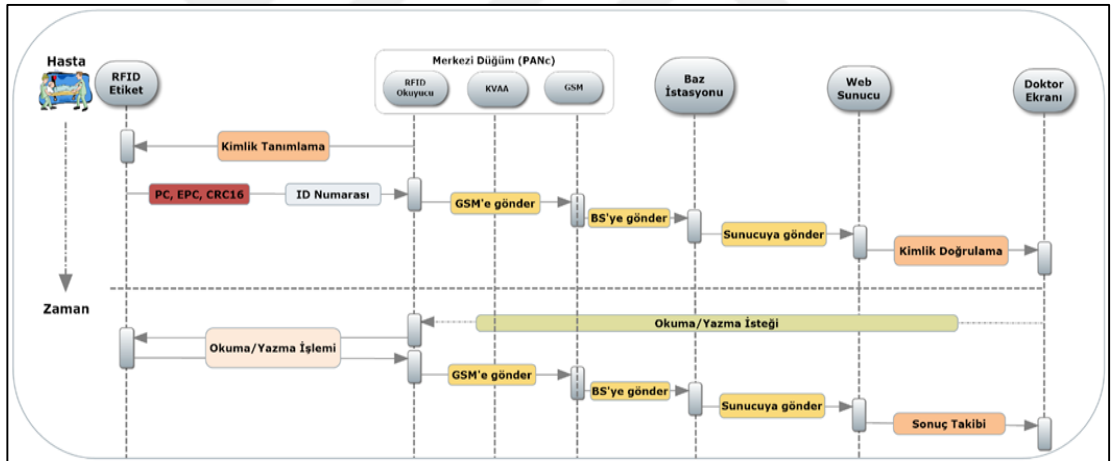 Hasta
RFID
Etiket
Merkezi Düğüm (PANc)
RFID
Okuyucu
KVAA
GSM
Baz
İstasyonu
Web
Sunucu
Doktor
Ekranı
Kimlik Tanımlama
PC, EPC, CRC16
ID Numarası
GSM'e gönder
BS'ye gönder
Sunucuya gönder
Kimlik Doğrulama
Zaman
Okuma/Yazma İsteği
Okuma/Yazma İşlemi
GSM'e gönder
BS'ye gönder
Sunucuya gönder
Sonuç Takibi